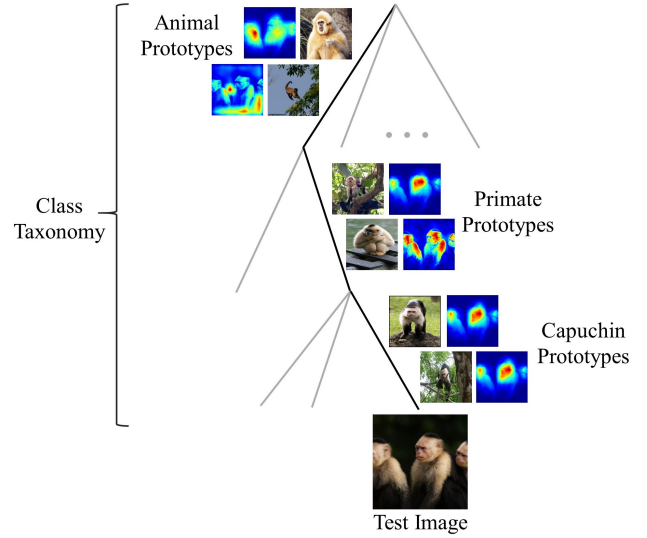 Animal
Prototypes
Class
Taxonomy
Primate
Prototypes
Capuchin
Prototypes
Test Image